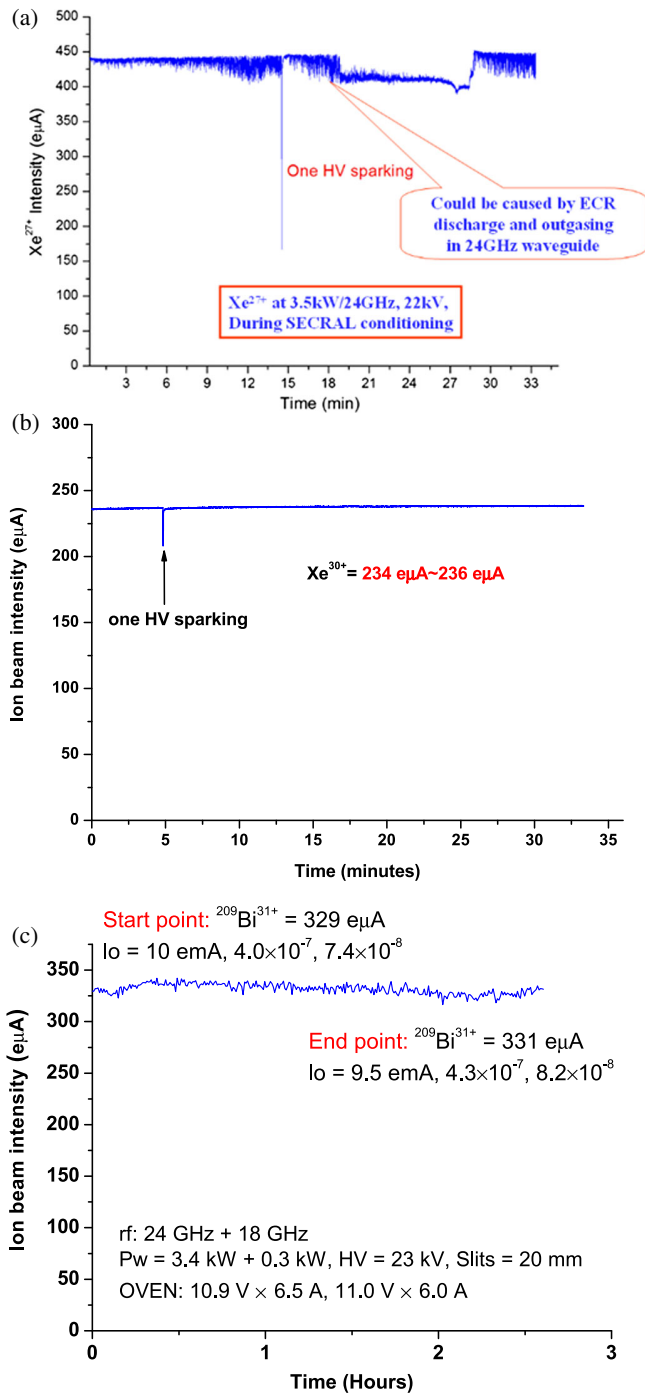 (a)
500
450
400
350
300
250
200
150
100
50
0
Xe²⁷⁺ Intensity (eμA)
One HV sparking
Could be caused by ECR
discharge and outgasing
in 24GHz waveguide
Xe²⁷⁺ at 3.5kW/24GHz, 22kV,
During SECRAL conditioning
3 6 9 12 15 18 21 24 27 30 33
Time (min)
(b)
300
250
200
150
100
50
0
Ion beam intensity (eμA)
Xe³⁰⁺= 234 eμA~236 eμA
one HV sparking
0 5 10 15 20 25 30 35
Time (minutes)
(c)
Start point: ²⁰⁹Bi³¹⁺ = 329 eμA
Io = 10 emA, 4.0×10⁻⁷, 7.4×10⁻⁸
350
300
250
200
150
100
50
0
Ion beam intensity (eμA)
End point: ²⁰⁹Bi³¹⁺ = 331 eμA
Io = 9.5 emA, 4.3×10⁻⁷, 8.2×10⁻⁸
rf: 24 GHz + 18 GHz
Pw = 3.4 kW + 0.3 kW, HV = 23 kV, Slits = 20 mm
OVEN: 10.9 V × 6.5 A, 11.0 V × 6.0 A
0 1 2 3
Time (Hours)